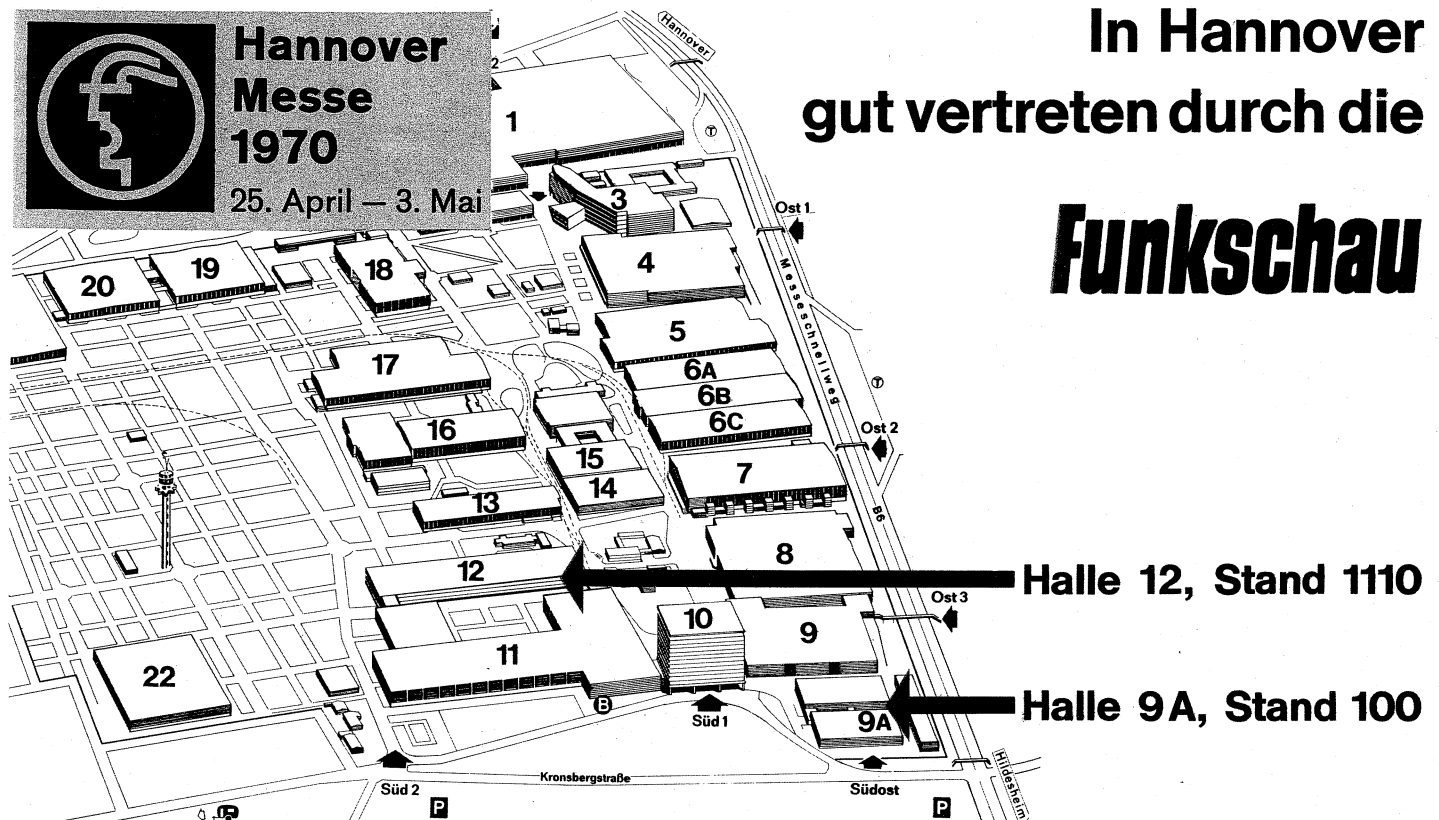 Hannover
Messe
1970
25. April – 3. Mai
In Hannover
gut vertreten durch die
Funkschau
Hannover
2
1
T
3
Ost 1
4
20
19
18
Messeschnellweg
5
17
6A
T
6B
6C
16
Ost 2
15
7
14
13
B6
8
12
Halle 12, Stand 1110
Ost 3
10
9
11
22
B
Süd 1
9A
Halle 9A, Stand 100
Kronsbergstraße
Süd 2
Südost
Hildesheim
P
P